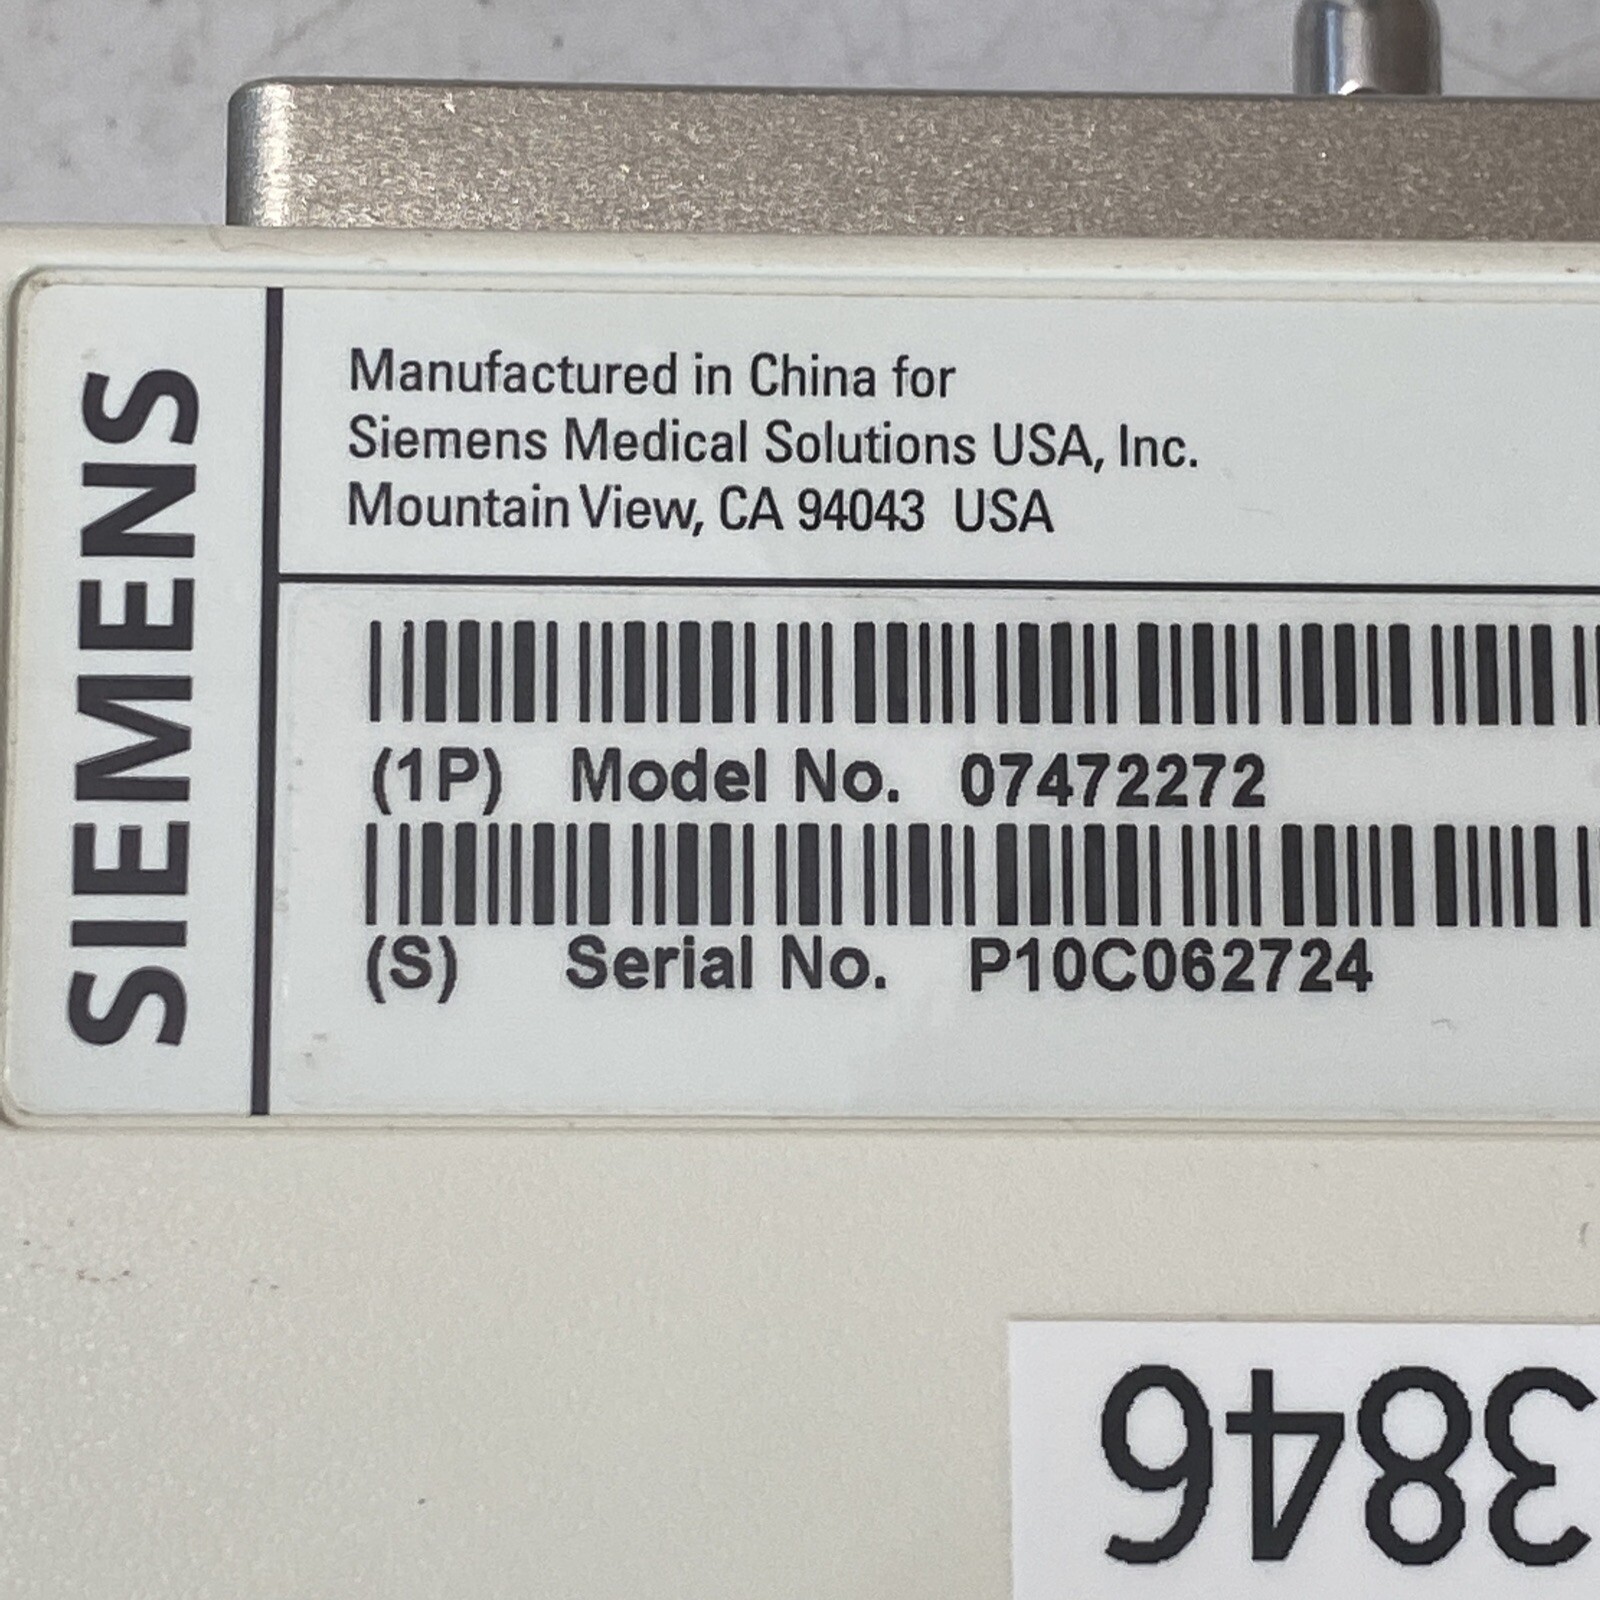 SIEMENS
Manufactured in China for
Siemens Medical Solutions USA, Inc.
Mountain View, CA 94043 USA
(1P) Model No. 07472272
(S) Serial No. P10C062724
3846